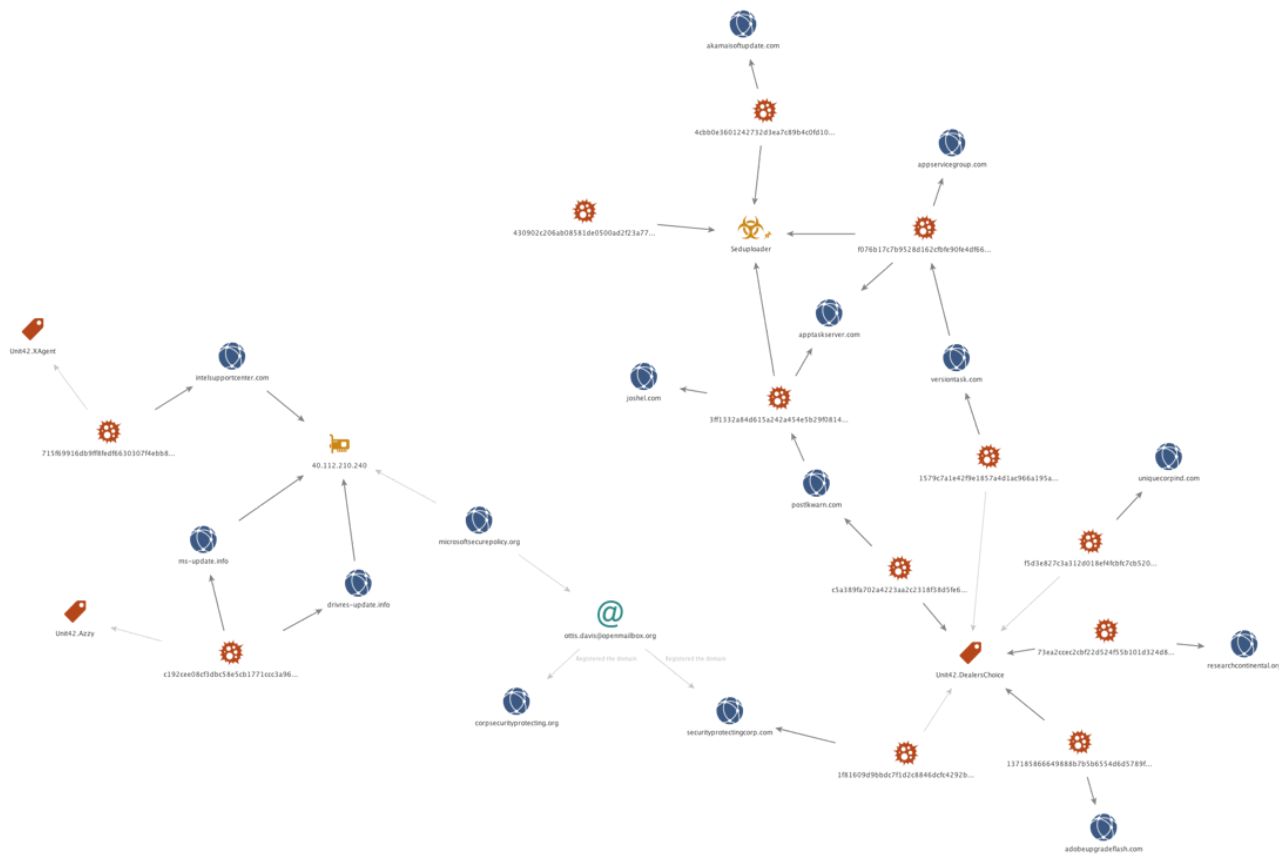 akamaisoftupdate.com
4cbb0e3601242732d3ea7c89b4c0fd10...
appservicegroup.com
430902c206ab08581de0500ad2f23a77...
Seduploader
f076b17c7b9528d162cfbfe90fe4df66...
apptaskserver.com
Unit42.XAgent
intelsupportcenter.com
versiontask.com
joshel.com
3ff1332a84d615a242a454e5b29f0814...
715f69916db9ff8fedf6630307f4ebb8...
40.112.210.240
1579c7a1e42f9e1857a4d1ac966a195a...
uniquecorpind.com
postlkwarn.com
microsoftsecurepolicy.org
ms-update.info
f5d3e827c3a312d018ef4fcbfc7cb520...
c5a389fa702a4223aa2c2318f38d5fe6...
drivres-update.info
Unit42.Azzy
ottis.davis@openmailbox.org
73ea2ccec2cbf22d524f55b101d324d8...
researchcontinental.org
Registered the domain
Registered the domain
c192cee08cf3dbc58e5cb1771ccc3a96...
Unit42.DealersChoice
corpsecurityprotecting.org
securityprotectingcorp.com
1f81609d9bbdc7f1d2c8846dcfc4292b...
137185866649888b7b5b6554d6d5789f...
adobeupgradeflash.com